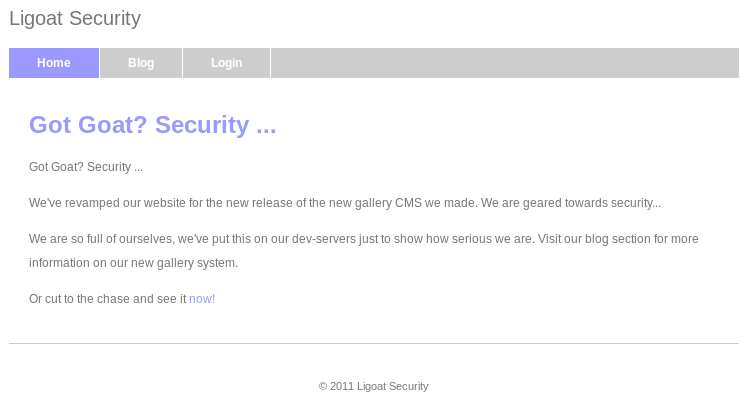 Ligoat Security
Home Blog Login
Got Goat? Security ...
Got Goat? Security ...
We've revamped our website for the new release of the new gallery CMS we made. We are geared towards security...
We are so full of ourselves, we've put this on our dev-servers just to show how serious we are. Visit our blog section for more
information on our new gallery system.
Or cut to the chase and see it now!
© 2011 Ligoat Security